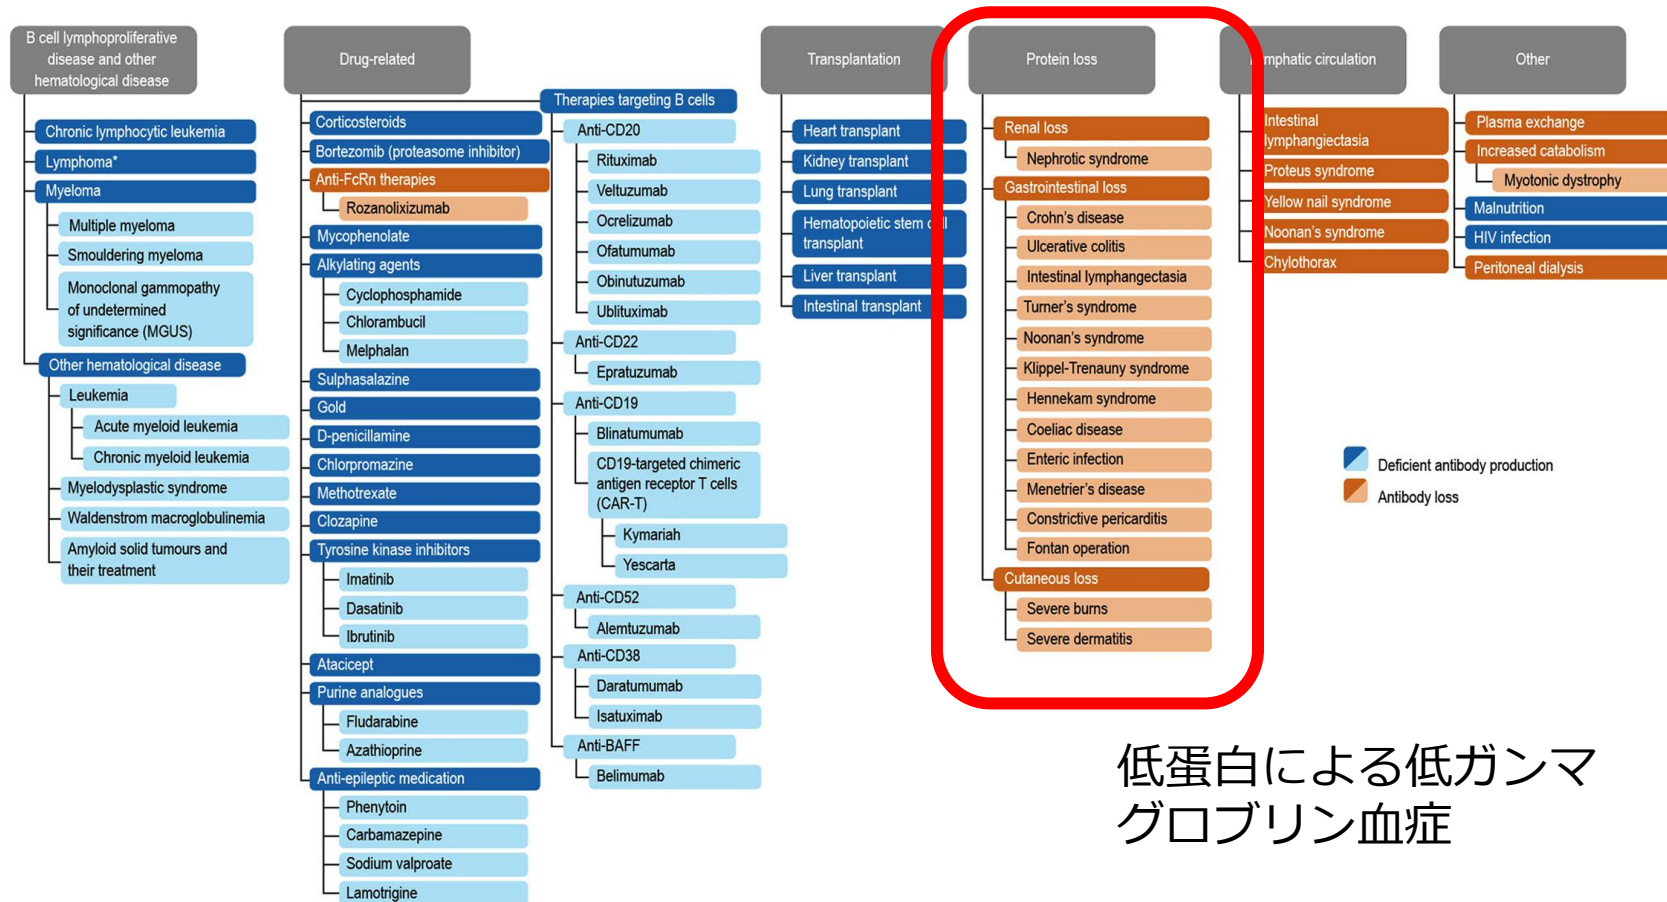 B cell lymphoproliferative
disease and other
hematological disease
Chronic lymphocytic leukemia
Lymphoma*
Myeloma
Multiple myeloma
Smouldering myeloma
Monoclonal gammopathy
of undetermined
significance (MGUS)
Other hematological disease
Leukemia
Acute myeloid leukemia
Chronic myeloid leukemia
Myelodysplastic syndrome
Waldenstrom macroglobulinemia
Amyloid solid tumours and
their treatment
Drug-related
Corticosteroids
Bortezomib (proteasome inhibitor)
Anti-FcRn therapies
Rozanolixizumab
Mycophenolate
Alkylating agents
Cyclophosphamide
Chlorambucil
Melphalan
Sulphasalazine
Gold
D-penicillamine
Chlorpromazine
Methotrexate
Clozapine
Tyrosine kinase inhibitors
Imatinib
Dasatinib
Ibrutinib
Atacicept
Purine analogues
Fludarabine
Azathioprine
Anti-epileptic medication
Phenytoin
Carbamazepine
Sodium valproate
Lamotrigine
Therapies targeting B cells
Anti-CD20
Rituximab
Veltuzumab
Ocrelizumab
Ofatumumab
Obinutuzumab
Ublituximab
Anti-CD22
Epratuzumab
Anti-CD19
Blinatumumab
CD19-targeted chimeric
antigen receptor T cells
(CAR-T)
Kymariah
Yescarta
Anti-CD52
Alemtuzumab
Anti-CD38
Daratumumab
Isatuximab
Anti-BAFF
Belimumab
Transplantation
Heart transplant
Kidney transplant
Lung transplant
Hematopoietic stem cell
transplant
Liver transplant
Intestinal transplant
Protein loss
Renal loss
Nephrotic syndrome
Gastrointestinal loss
Crohn's disease
Ulcerative colitis
Intestinal lymphangectasia
Turner's syndrome
Noonan's syndrome
Klippel-Trenauny syndrome
Hennekam syndrome
Coeliac disease
Enteric infection
Menetrier's disease
Constrictive pericarditis
Fontan operation
Cutaneous loss
Severe burns
Severe dermatitis
Lymphatic circulation
Intestinal
lymphangiectasia
Proteus syndrome
Yellow nail syndrome
Noonan's syndrome
Chylothorax
Other
Plasma exchange
Increased catabolism
Myotonic dystrophy
Malnutrition
HIV infection
Peritoneal dialysis
Deficient antibody production
Antibody loss
低蛋白による低ガンマ
グロブリン血症